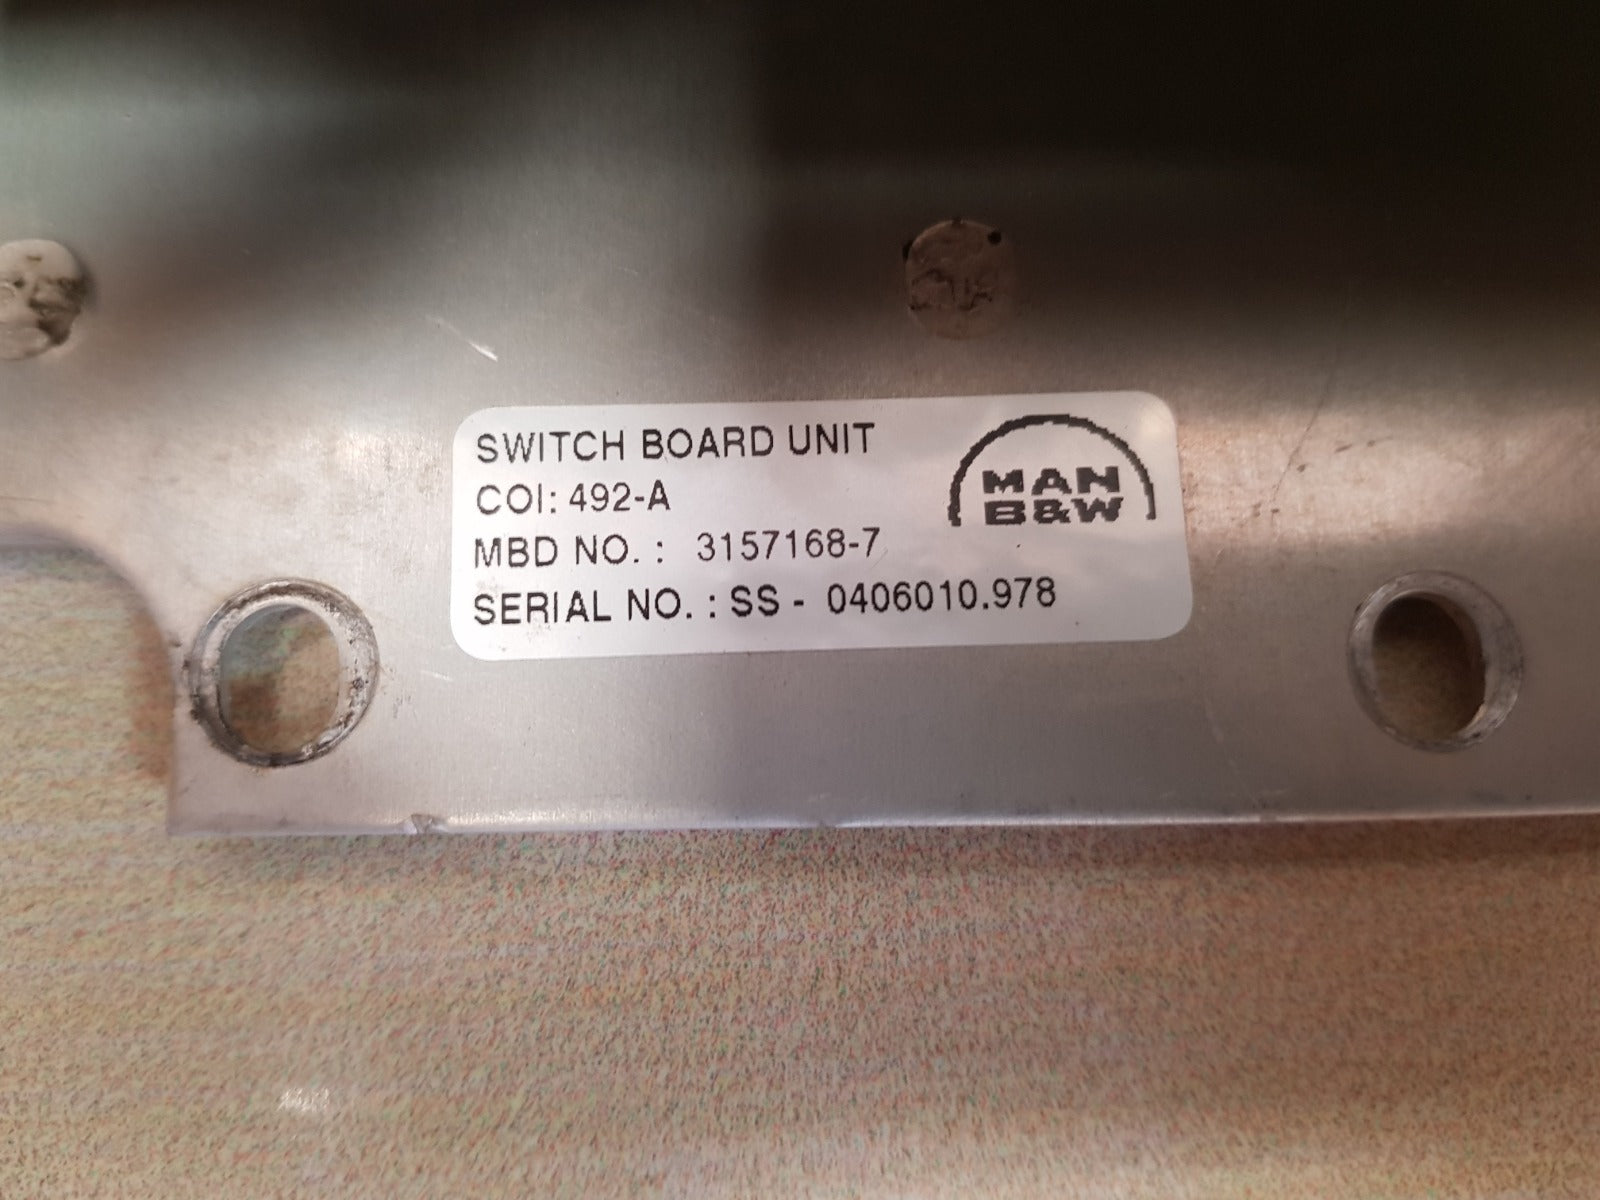 SWITCH BOARD UNIT
COI: 492-A
MBD NO. : 3157168-7
SERIAL NO. : SS - 0406010.978
MAN
B&W